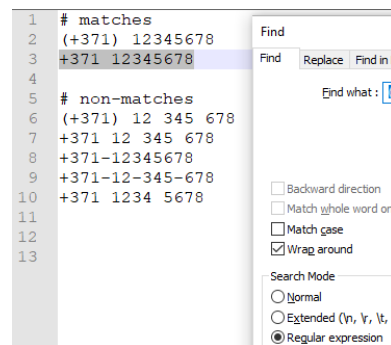 1 # matches
2 (+371) 12345678
3 +371 12345678
4
5 # non-matches
6 (+371) 12 345 678
7 +371 12 345 678
8 +371-12345678
9 +371-12-345-678
10 +371 1234 5678
11
12
13
Find
Find Replace Find in
Find what :
Backward direction
Match whole word on
Match case
Wrap around
Search Mode
Normal
Extended (\n, \r, \t,
Regular expression